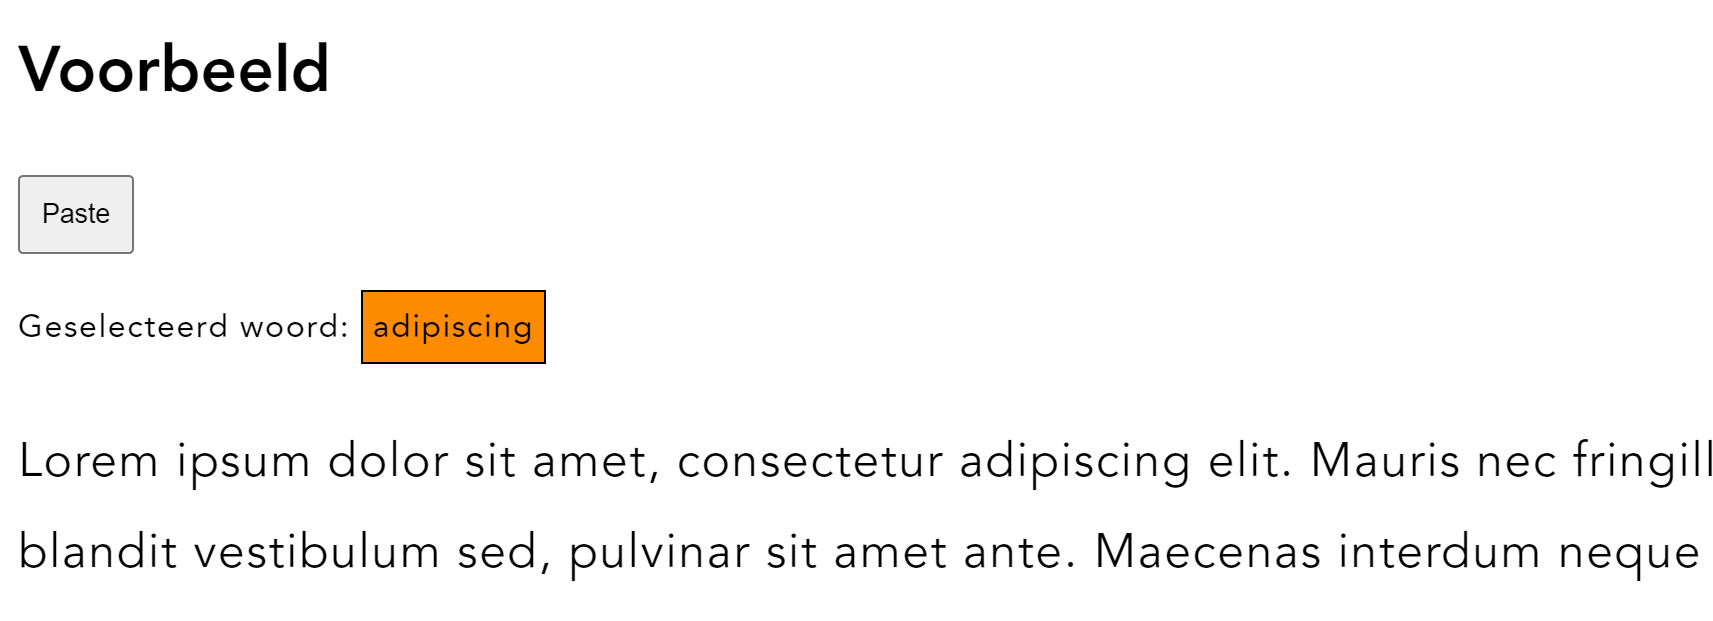 Voorbeeld
Paste
Geselecteerd woord: adipiscing
Lorem ipsum dolor sit amet, consectetur adipiscing elit. Mauris nec fringill
blandit vestibulum sed, pulvinar sit amet ante. Maecenas interdum neque